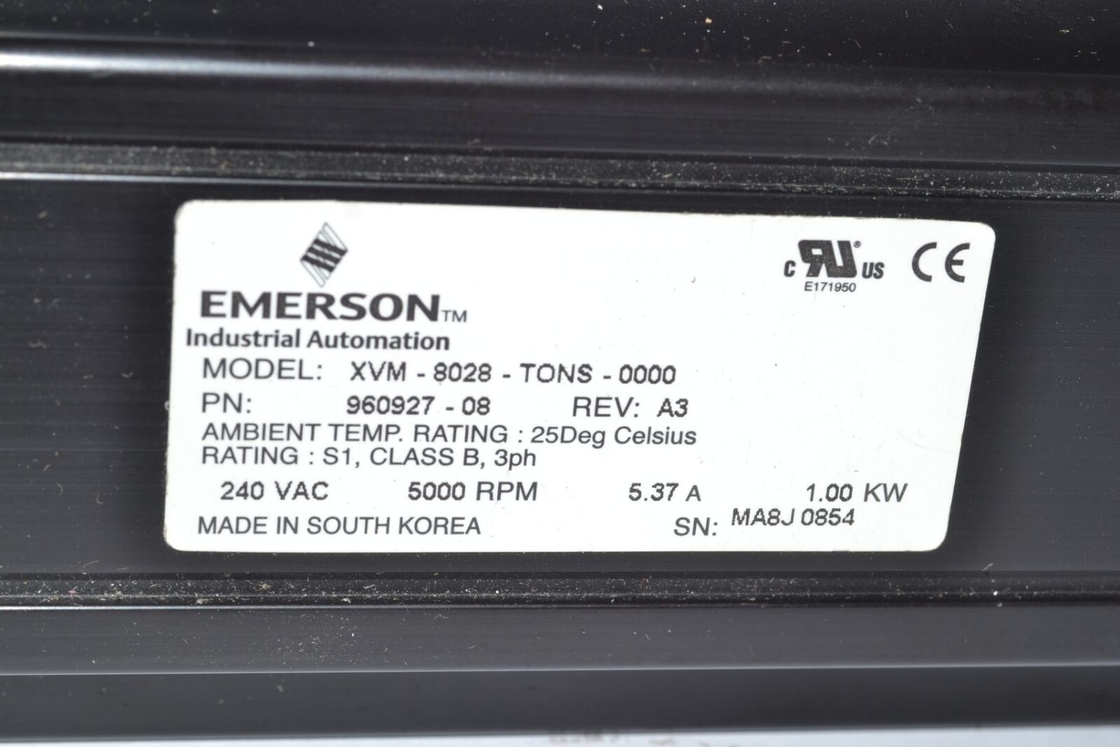 c RU® US CE
E171950
EMERSON™
Industrial Automation
MODEL: XVM - 8028 - TONS - 0000
PN: 960927 - 08 REV: A3
AMBIENT TEMP. RATING : 25Deg Celsius
RATING : S1, CLASS B, 3ph
240 VAC 5000 RPM 5.37 A 1.00 KW
MADE IN SOUTH KOREA SN: MA8J 0854